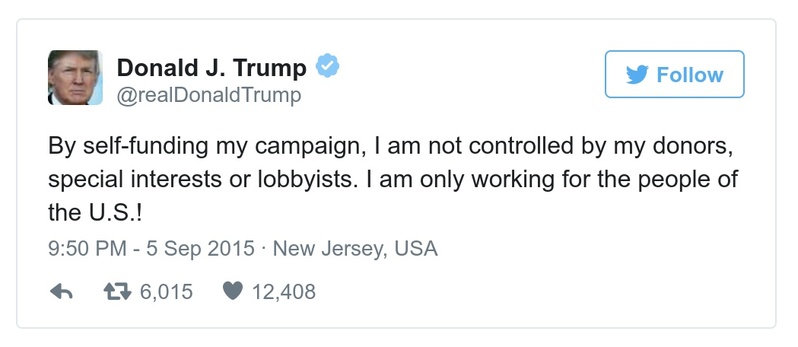 Donald J. Trump
@realDonaldTrump
Follow
By self-funding my campaign, I am not controlled by my donors,
special interests or lobbyists. I am only working for the people of
the U.S.!
9:50 PM - 5 Sep 2015 · New Jersey, USA
6,015 12,408